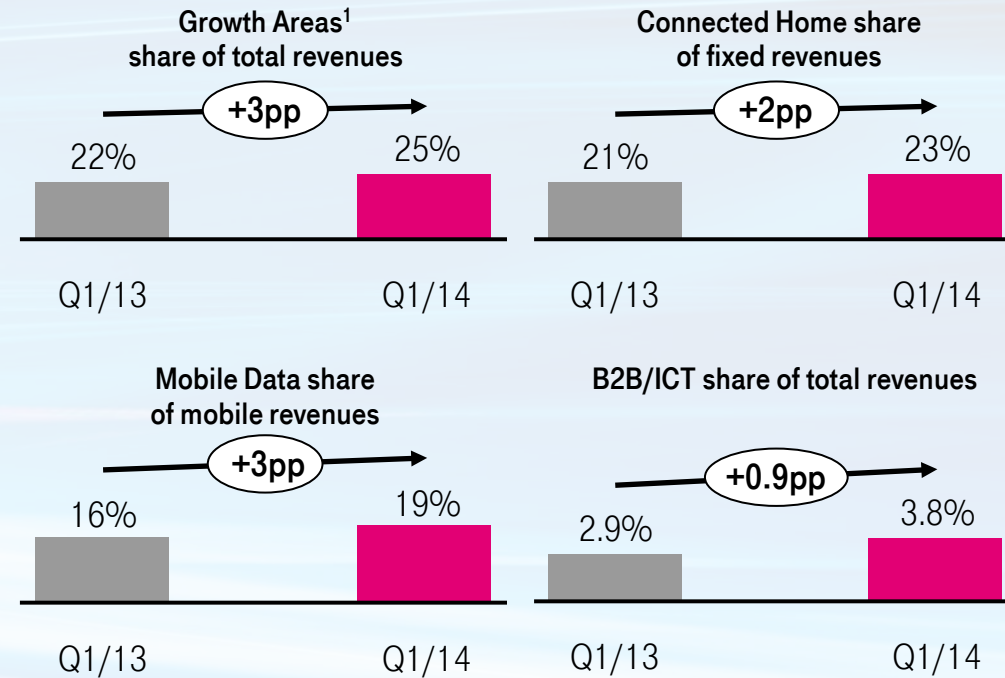 Growth Areas¹
share of total revenues
+3pp
22%
25%
Q1/13
Q1/14
Connected Home share
of fixed revenues
+2pp
21%
23%
Q1/13
Q1/14
Mobile Data share
of mobile revenues
+3pp
16%
19%
Q1/13
Q1/14
B2B/ICT share of total revenues
+0.9pp
2.9%
3.8%
Q1/13
Q1/14